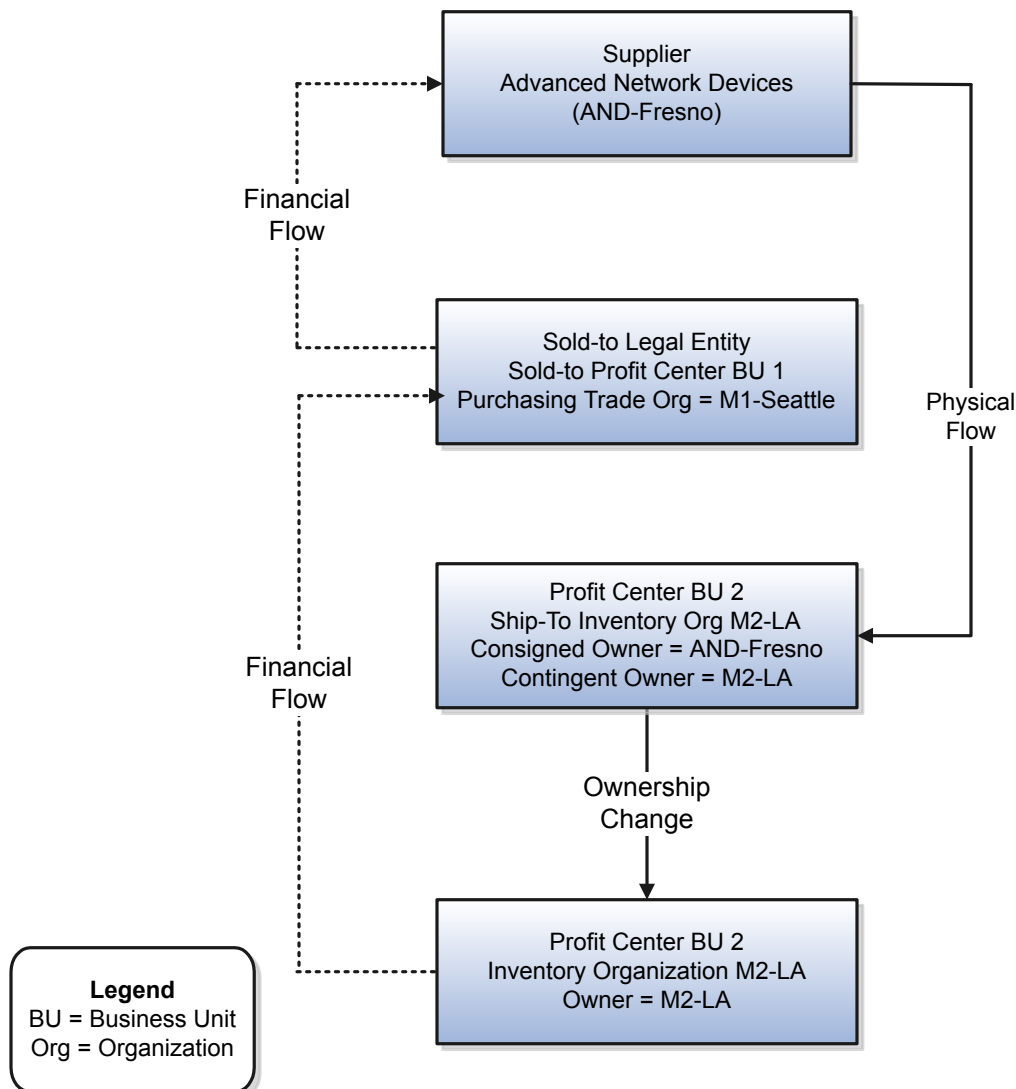 Supplier
Advanced Network Devices
(AND-Fresno)
Financial
Flow
Sold-to Legal Entity
Sold-to Profit Center BU 1
Purchasing Trade Org = M1-Seattle
Physical
Flow
Profit Center BU 2
Ship-To Inventory Org M2-LA
Consigned Owner = AND-Fresno
Contingent Owner = M2-LA
Financial
Flow
Ownership
Change
Profit Center BU 2
Inventory Organization M2-LA
Owner = M2-LA
Legend
BU = Business Unit
Org = Organization